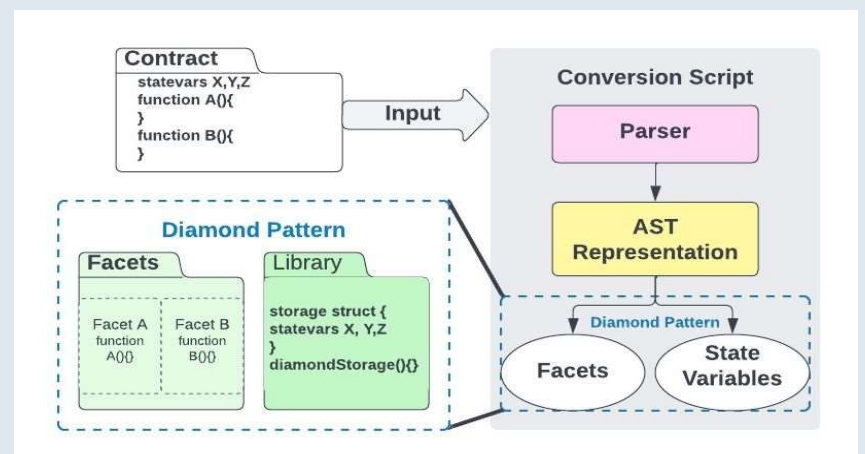 Contract
statevars X,Y,Z
function A(){
}
function B(){
}
Input
Conversion Script
Parser
AST
Representation
Diamond Pattern
Facets
State
Variables
Diamond Pattern
Facets
Facet A
function
A(){}
Facet B
function
B(){}
Library
storage struct {
statevars X, Y,Z
}
diamondStorage(){}